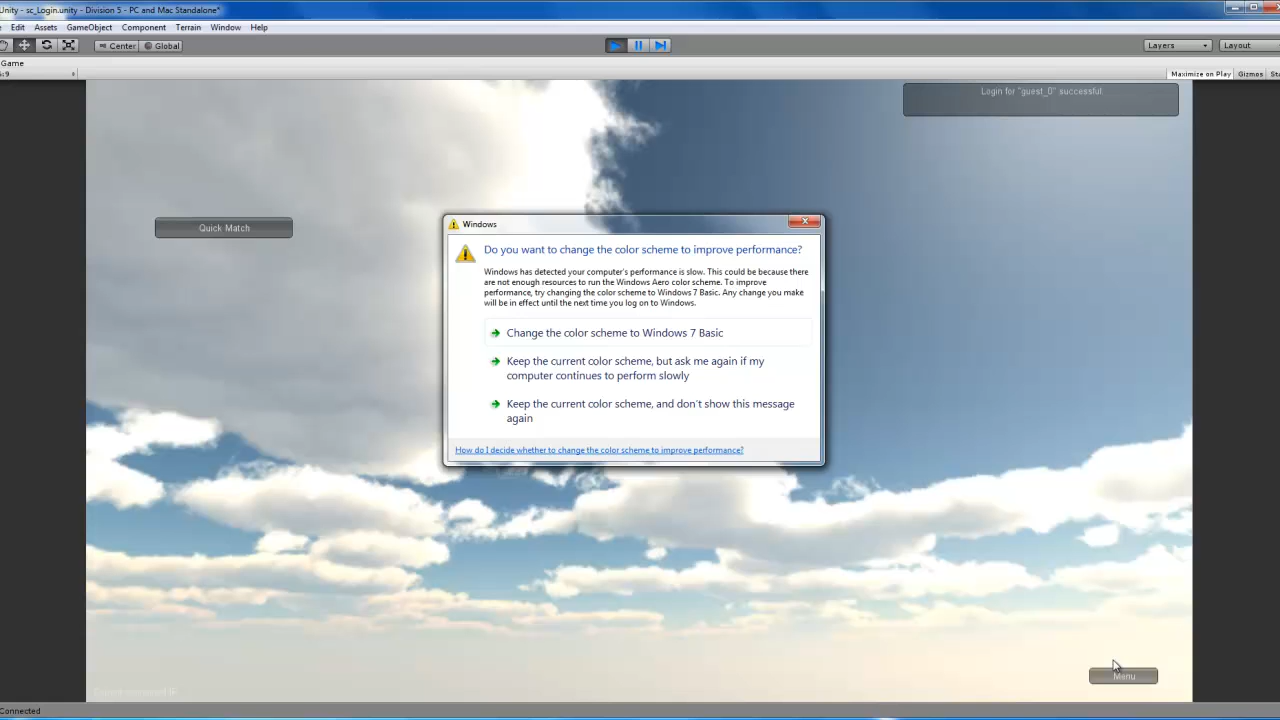 Unity - sc_Login.unity - Division 5 - PC and Mac Standalone*
Edit Assets GameObject Component Terrain Window Help
Center Global Layers Layout
Game
Maximize on Play Gizmos
Login for "guest_0" successful
Quick Match
Windows
Do you want to change the color scheme to improve performance?
Windows has detected your computer's performance is slow. This could be because there
are not enough resources to run the Windows Aero color scheme. To improve
performance, try changing the color scheme to Windows 7 Basic. Any change you make
will be in effect until the next time you log on to Windows.
Change the color scheme to Windows 7 Basic
Keep the current color scheme, but ask me again if my
computer continues to perform slowly
Keep the current color scheme, and don't show this message
again
How do I decide whether to change the color scheme to improve performance?
Menu
Connected